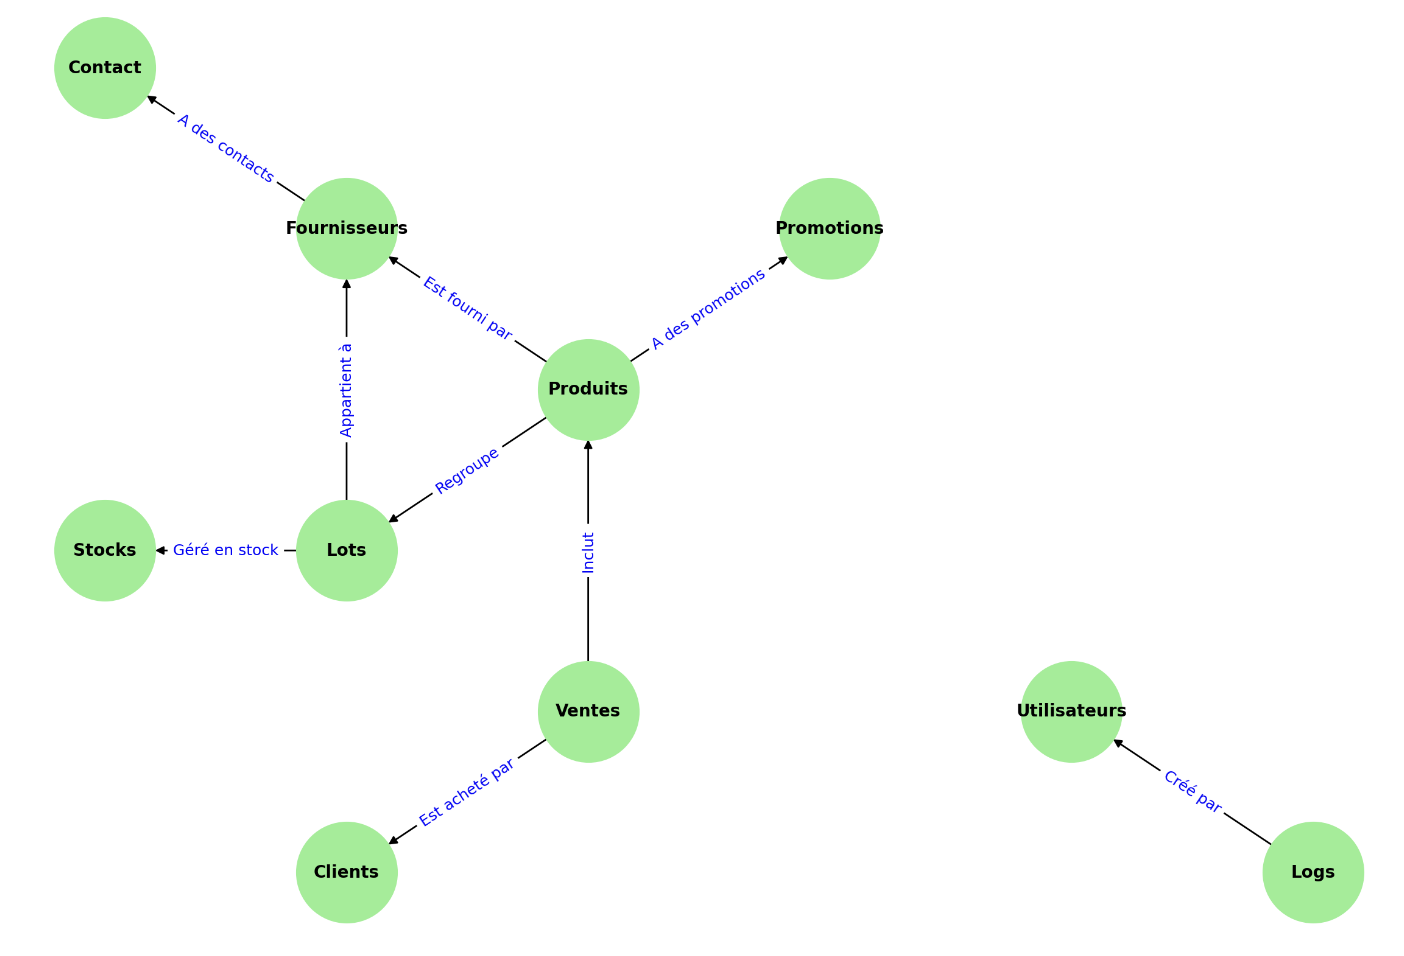 Contact
A des contacts
Fournisseurs
Promotions
Est fourni par
A des promotions
Appartient à
Produits
Regroupe
Stocks
Géré en stock
Lots
Inclut
Ventes
Utilisateurs
Est acheté par
Créé par
Clients
Logs